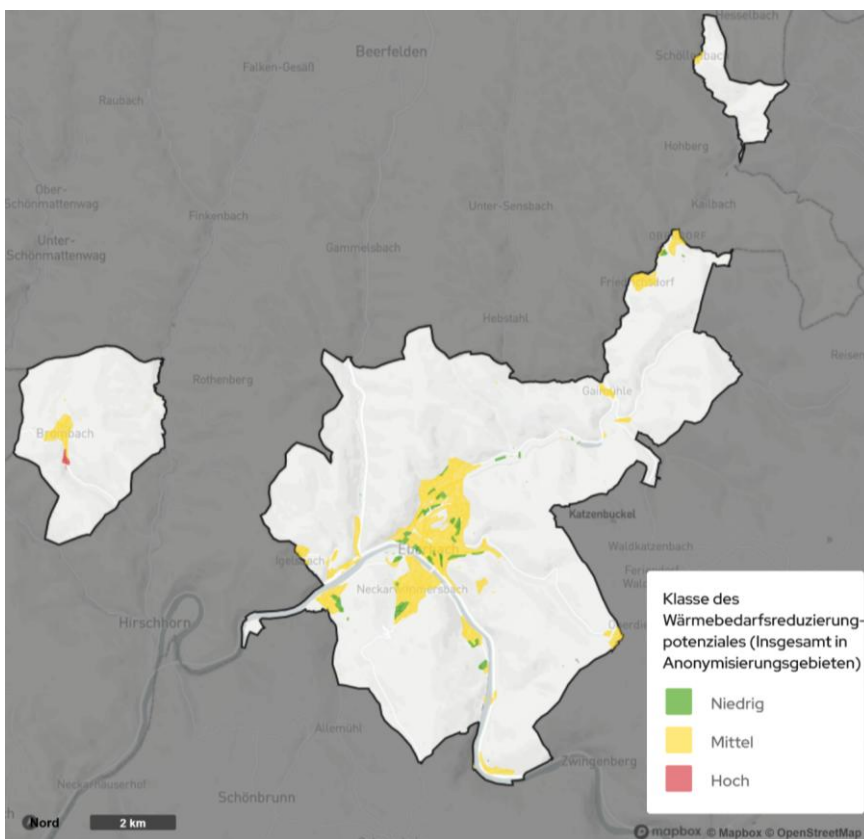 Hesselbach
Beerfelden
Schöllenbach
Falken-Gesäß
Raubach
Hohberg
Ober-
Schönmattenwag
Kailbach
Unter-Sensbach
Finkenbach
Unter-
Schönmattenwag
Gammelsbach
Friedrichsdorf
Hebstahl
Reisen
Rothenberg
Gaimühle
Brombach
Katzenbuckel
Eberbach
Waldkatzenbach
Igelsbach
Neckarwimmersbach
Hirschhorn
Klasse des
Wärmebedarfsreduzierung-
potenziales (Insgesamt in
Anonymisierungsgebieten)
Niedrig
Mittel
Hoch
Allemühl
Zwingenberg
Neckarhäuserhof
Schönbrunn
Nord
2 km
mapbox © Mapbox © OpenStreetMap